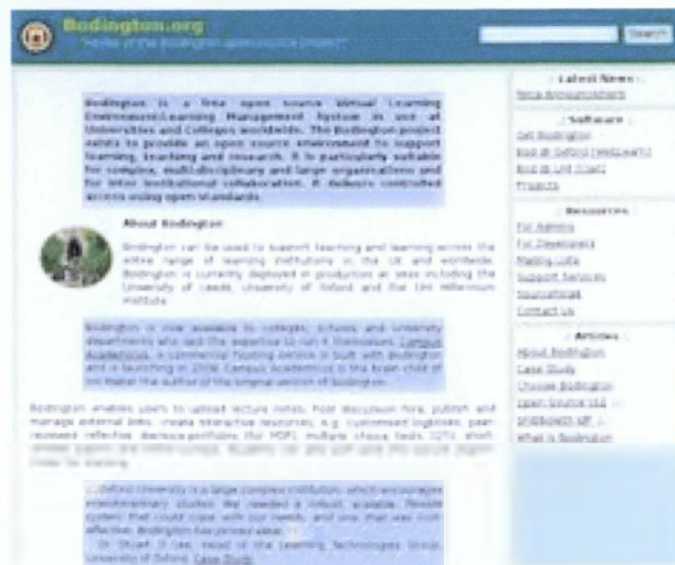 Bodington.org
"Home of the Bodington open source project"
Search
Bodington is a free open source Virtual Learning
Environment/Learning Management System in use at
Universities and Colleges worldwide. The Bodington project
exists to provide an open source environment to support
learning, teaching and research. It is particularly suitable
for complex, multi-disciplinary and large organisations and
for inter institutional collaboration. It delivers controlled
access using open standards.
About Bodington
Bodington can be used to support teaching and learning across the
entire range of learning institutions in the UK and worldwide.
Bodington is currently deployed in production at sites including the
University of Leeds, University of Oxford and the UHI Millennium
Institute.
Bodington is now available to colleges, schools and university
departments who lack the expertise to run it themselves. Campus
Academicus, a commercial hosting service is built with Bodington
and is launching in 2008. Campus Academicus is the brain child of
Jon Maber the author of the original version of Bodington.
Bodington enables users to upload lecture notes, host discussion fora, publish and
manage external links, create interactive resources, e.g. customised logbooks, peer
reviewed reflective diaries/e-portfolios (for PDP), multiple choice tests (QTI), short
Oxford University is a large complex institution, which encourages
interdisciplinary studies. We needed a robust, scalable, flexible
system that could cope with our needs, and one that was cost
effective. Bodington has proved ideal.
Dr Stuart D Lee, Head of the Learning Technologies Group,
University of Oxford. Case Study
Latest News
Tetra Announcement
Software
Get Bodington
Bod @ Oxford (WebLearn)
Bod @ UHI (Clan)
Projects
Resources
For Admins
For Developers
Mailing Lists
Support Services
Sourceforge
Contact Us
Articles
About Bodington
Case Study
Choose Bodington
Open Source VLE
Shibboleth VLE
What is Bodington